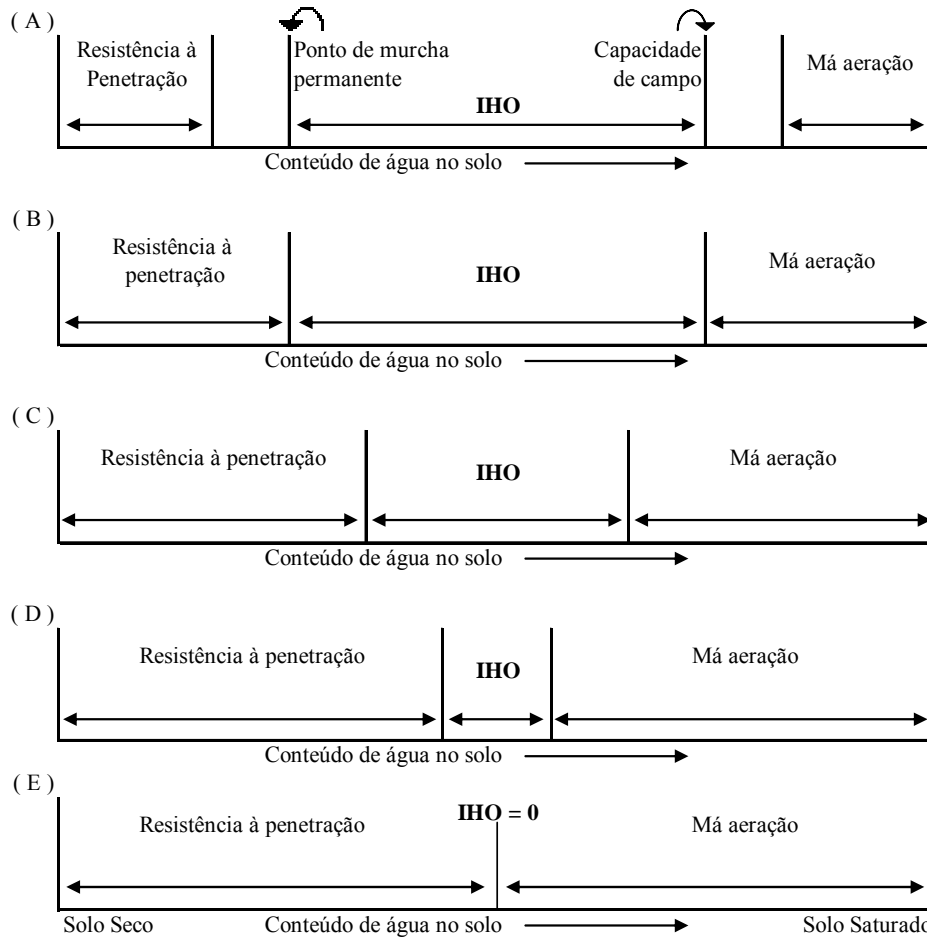 ( A )
Resistência à
Penetração
Ponto de murcha
permanente
Capacidade
de campo
Má aeração
IHO
Conteúdo de água no solo
( B )
Resistência à
penetração
IHO
Má aeração
Conteúdo de água no solo
( C )
Resistência à penetração
IHO
Má aeração
Conteúdo de água no solo
( D )
Resistência à penetração
IHO
Má aeração
Conteúdo de água no solo
( E )
Resistência à penetração
IHO = 0
Má aeração
Solo Seco
Conteúdo de água no solo
Solo Saturado